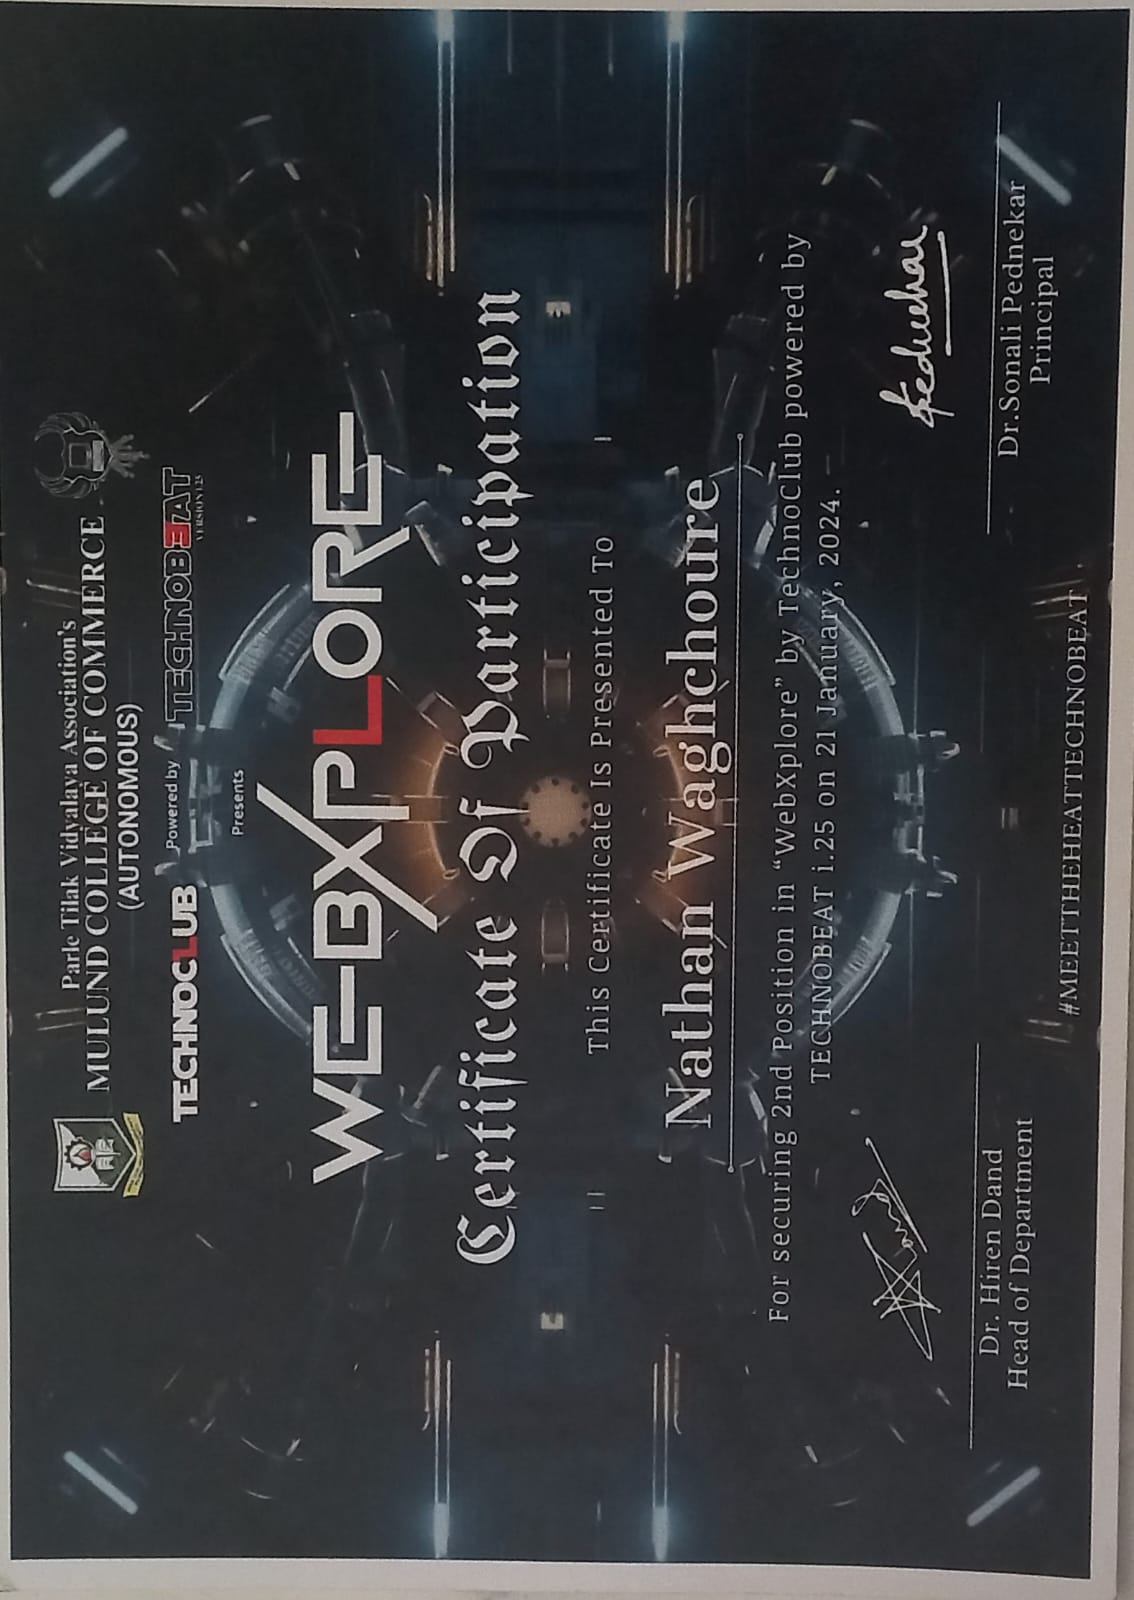 Parle Tilak Vidyalaya Association's
MULUND COLLEGE OF COMMERCE
(AUTONOMOUS)
TECHNOCLUB Powered by TECHNOBEAT
VERSION I.25
Presents
WEBXPLORE
Certificate Of Participation
This Certificate Is Presented To
Nathan Waghchoure
For securing 2nd Position in “WebXplore” by TechnoClub powered by
TECHNOBEAT i.25 on 21 January, 2024.
Dr. Hiren Dand
Head of Department
Dr.Sonali Pednekar
Principal
#MEETTHEHEATTECHNOBEAT